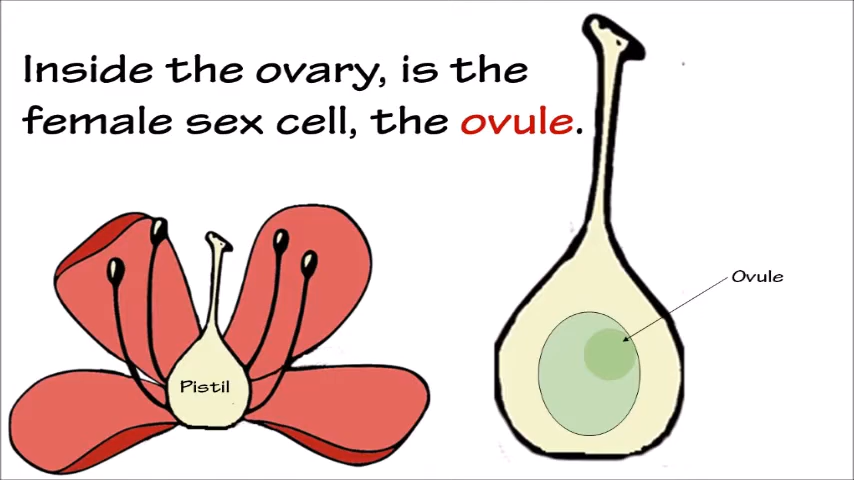 Inside the ovary, is the
female sex cell, the ovule.
Ovule
Pistil